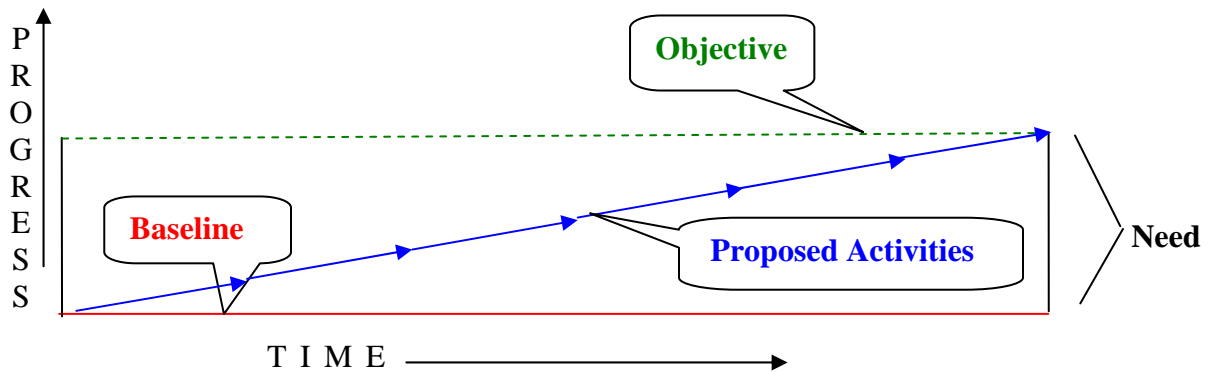 PROGRESS
Objective
Baseline
Proposed Activities
Need
TIME